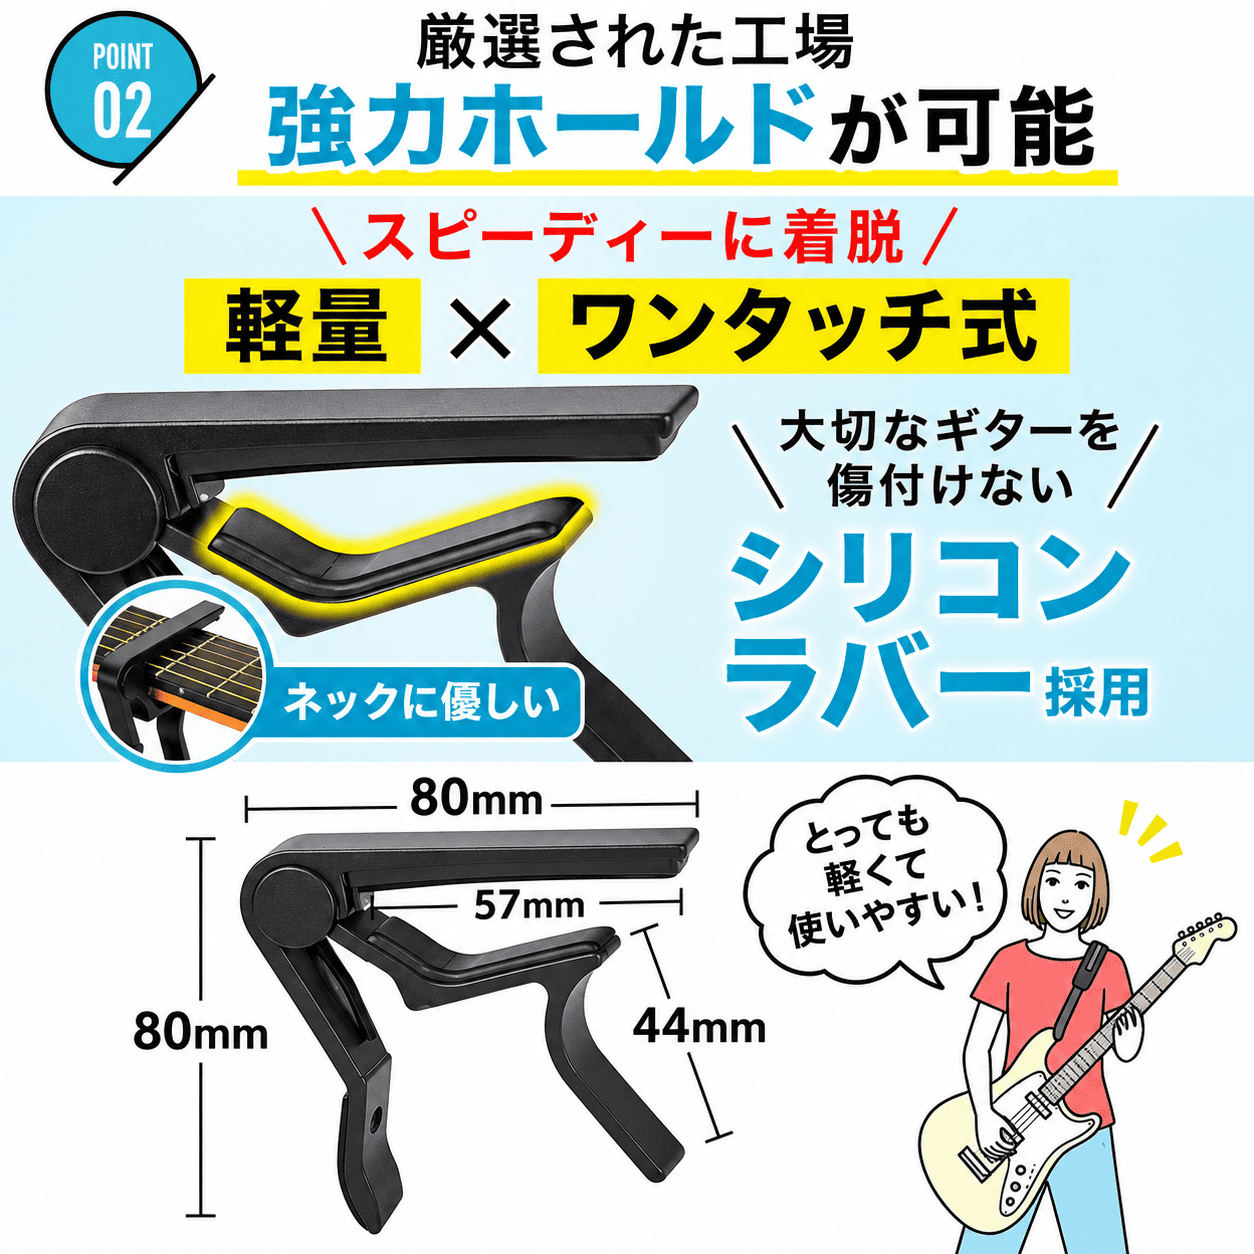 POINT
02
厳選された工場
強力ホールドが可能
スピーディーに着脱
軽量×ワンタッチ式
大切なギターを
傷付けない
シリコン
ラバー採用
ネックに優しい
80mm
57mm
80mm
44mm
とっても
軽くて
使いやすい！